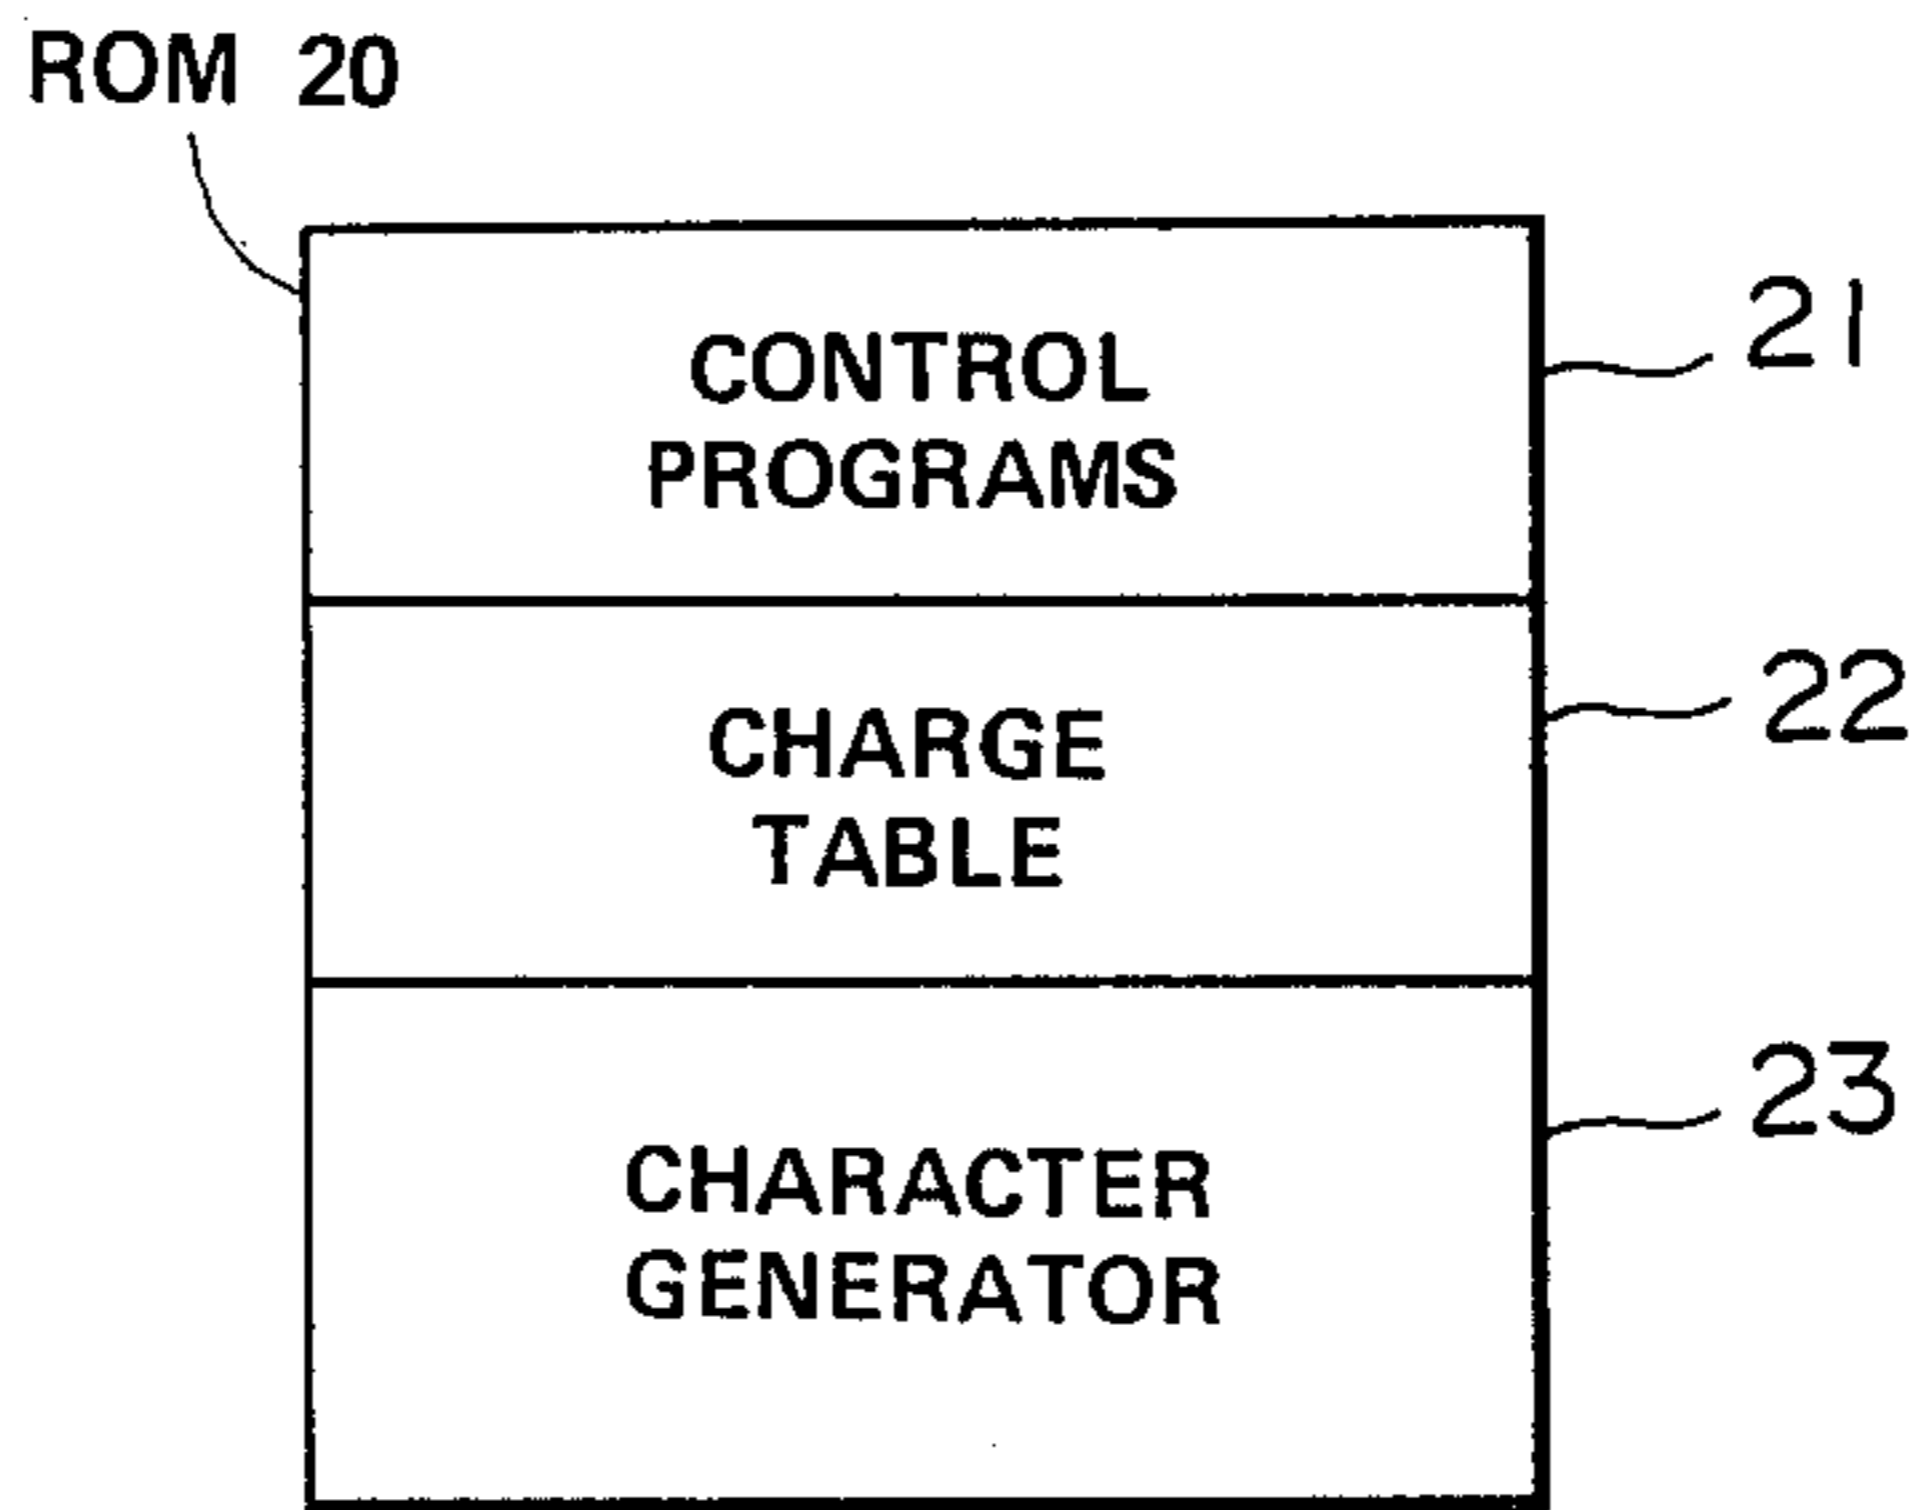 ROM 20
CONTROL
PROGRAMS
21
CHARGE
TABLE
22
CHARACTER
GENERATOR
23